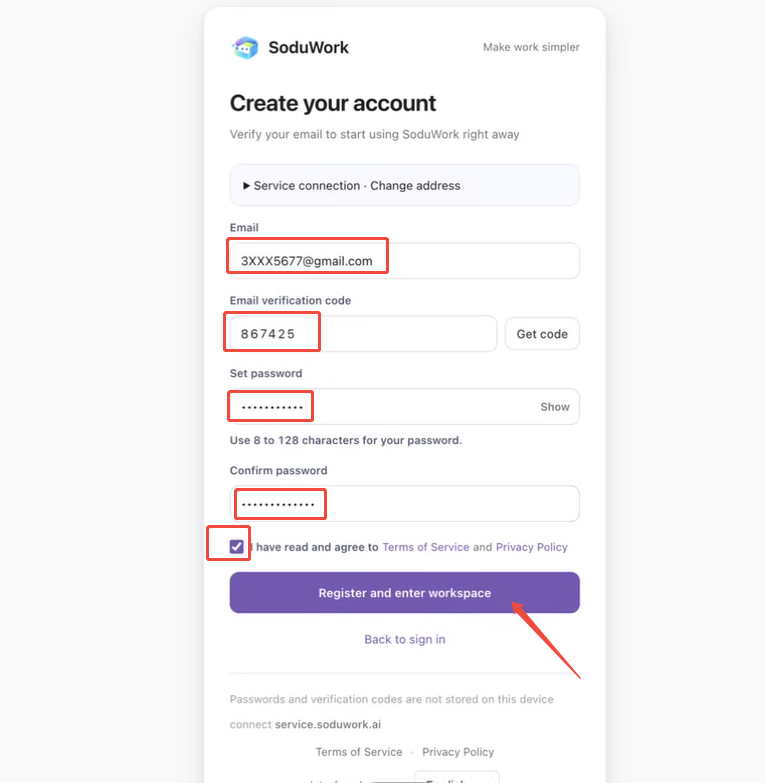 SoduWork
Make work simpler
Create your account
Verify your email to start using SoduWork right away
▶ Service connection · Change address
Email
3XXX5677@gmail.com
Email verification code
867425
Get code
Set password
•••••••••••
Show
Use 8 to 128 characters for your password.
Confirm password
•••••••••••••
I have read and agree to Terms of Service and Privacy Policy
Register and enter workspace
Back to sign in
Passwords and verification codes are not stored on this device
connect service.soduwork.ai
Terms of Service · Privacy Policy
English